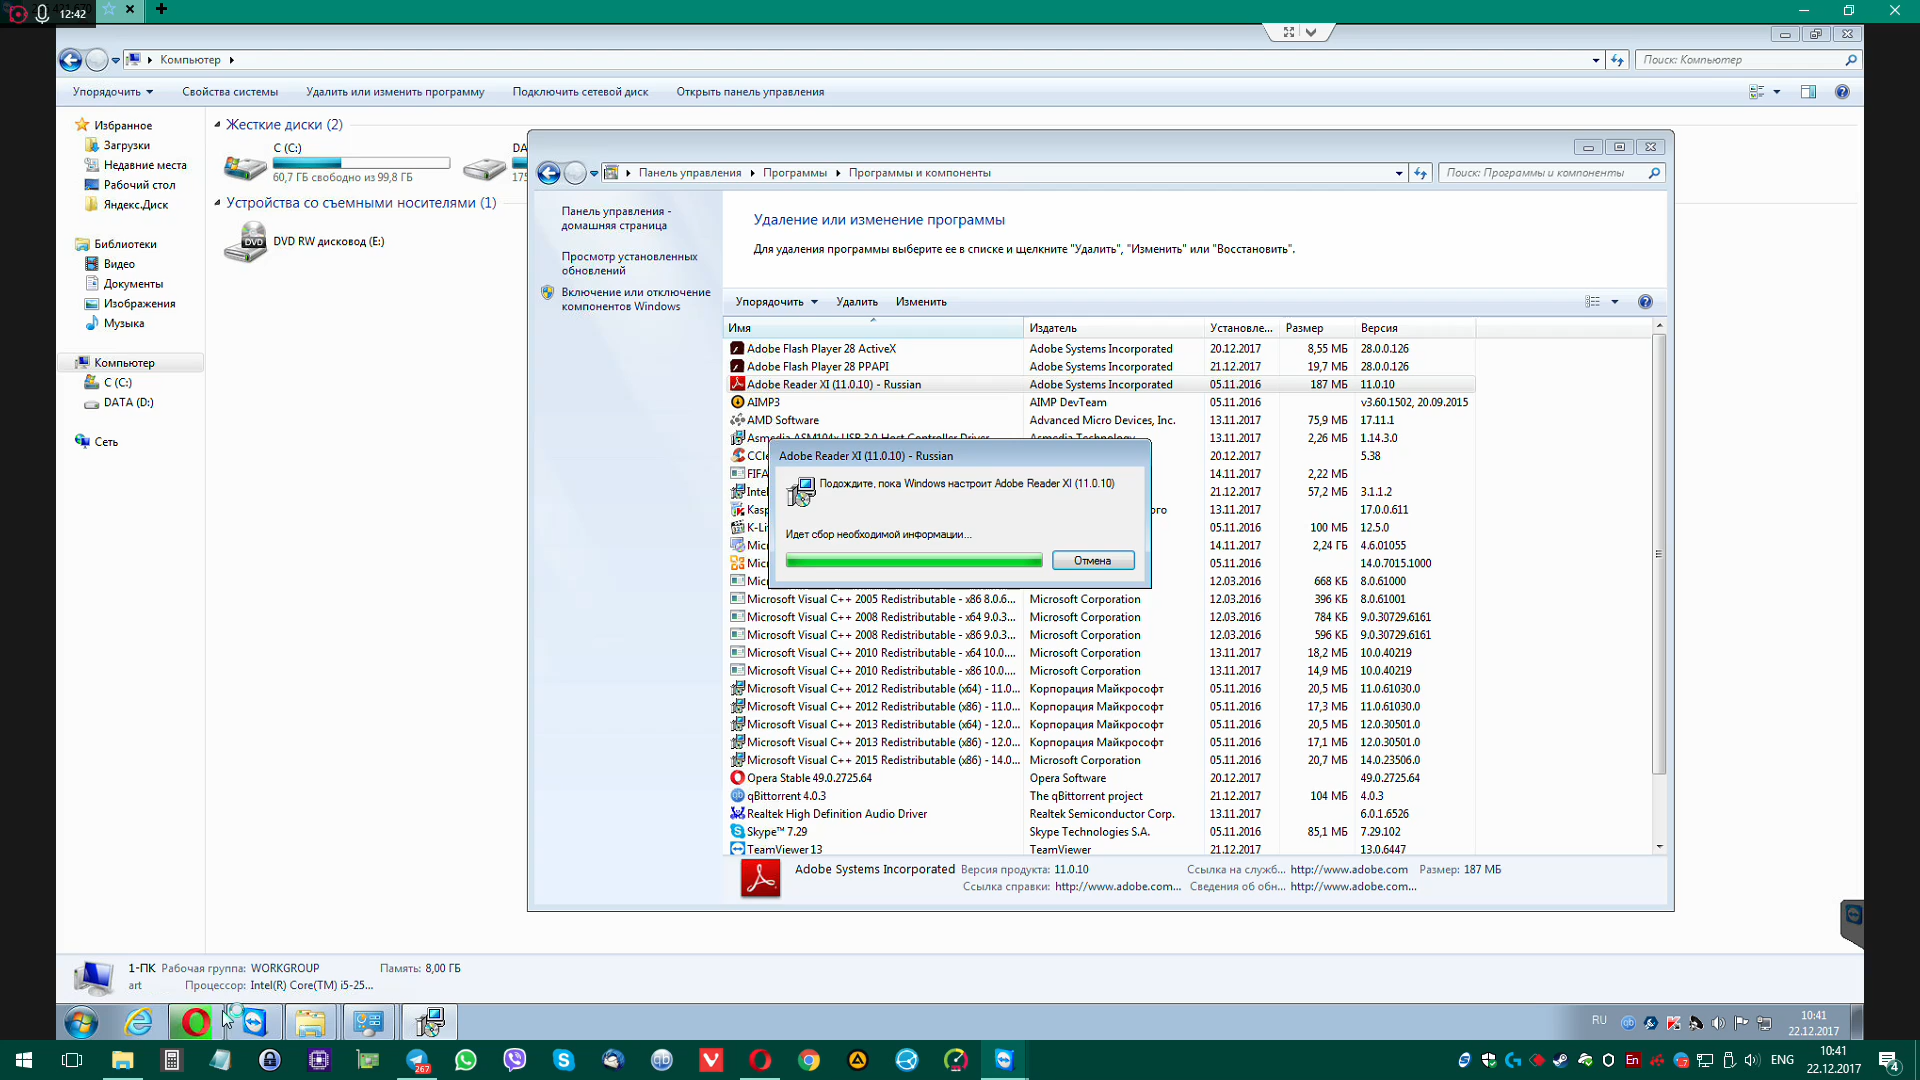 12:42
Компьютер
Поиск: Компьютер
Упорядочить
Свойства системы
Удалить или изменить программу
Подключить сетевой диск
Открыть панель управления
Избранное
Загрузки
Недавние места
Рабочий стол
Яндекс.Диск
Библиотеки
Видео
Документы
Изображения
Музыка
Компьютер
C (C:)
DATA (D:)
Сеть
Жесткие диски (2)
C (C:)
60,7 ГБ свободно из 99,8 ГБ
DA
175
Устройства со съемными носителями (1)
DVD RW дисковод (E:)
Панель управления
Программы
Программы и компоненты
Поиск: Программы и компоненты
Панель управления -
домашняя страница
Просмотр установленных
обновлений
Включение или отключение
компонентов Windows
Удаление или изменение программы
Для удаления программы выберите ее в списке и щелкните "Удалить", "Изменить" или "Восстановить".
Упорядочить
Удалить
Изменить
Имя Издатель Установле... Размер Версия
Adobe Flash Player 28 ActiveX Adobe Systems Incorporated 20.12.2017 8,55 МБ 28.0.0.126
Adobe Flash Player 28 PPAPI Adobe Systems Incorporated 21.12.2017 19,7 МБ 28.0.0.126
Adobe Reader XI (11.0.10) - Russian Adobe Systems Incorporated 05.11.2016 187 МБ 11.0.10
AIMP3 AIMP DevTeam 05.11.2016 v3.60.1502, 20.09.2015
AMD Software Advanced Micro Devices, Inc. 13.11.2017 75,9 МБ 17.11.1
Asmedia ASM104x USB 3.0 Host Controller Driver Asmedia Technology 13.11.2017 2,26 МБ 1.14.3.0
CCle 20.12.2017 5.38
FIFA 14.11.2017 2,22 МБ
Intel 21.12.2017 57,2 МБ 3.1.1.2
Kasp ого 13.11.2017 17.0.0.611
K-Li 05.11.2016 100 МБ 12.5.0
Micr 14.11.2017 2,24 ГБ 4.6.01055
Micr 05.11.2016 14.0.7015.1000
Micr 12.03.2016 668 КБ 8.0.61000
Microsoft Visual C++ 2005 Redistributable - x86 8.0.6... Microsoft Corporation 12.03.2016 396 КБ 8.0.61001
Microsoft Visual C++ 2008 Redistributable - x64 9.0.3... Microsoft Corporation 12.03.2016 784 КБ 9.0.30729.6161
Microsoft Visual C++ 2008 Redistributable - x86 9.0.3... Microsoft Corporation 12.03.2016 596 КБ 9.0.30729.6161
Microsoft Visual C++ 2010 Redistributable - x64 10.0.... Microsoft Corporation 13.11.2017 18,2 МБ 10.0.40219
Microsoft Visual C++ 2010 Redistributable - x86 10.0.... Microsoft Corporation 13.11.2017 14,9 МБ 10.0.40219
Microsoft Visual C++ 2012 Redistributable (x64) - 11.0... Корпорация Майкрософт 05.11.2016 20,5 МБ 11.0.61030.0
Microsoft Visual C++ 2012 Redistributable (x86) - 11.0... Корпорация Майкрософт 05.11.2016 17,3 МБ 11.0.61030.0
Microsoft Visual C++ 2013 Redistributable (x64) - 12.0... Корпорация Майкрософт 05.11.2016 20,5 МБ 12.0.30501.0
Microsoft Visual C++ 2013 Redistributable (x86) - 12.0... Корпорация Майкрософт 05.11.2016 17,1 МБ 12.0.30501.0
Microsoft Visual C++ 2015 Redistributable (x86) - 14.0... Microsoft Corporation 05.11.2016 20,7 МБ 14.0.23506.0
Opera Stable 49.0.2725.64 Opera Software 20.12.2017 49.0.2725.64
qBittorrent 4.0.3 The qBittorrent project 21.12.2017 104 МБ 4.0.3
Realtek High Definition Audio Driver Realtek Semiconductor Corp. 13.11.2017 6.0.1.6526
Skype™ 7.29 Skype Technologies S.A. 05.11.2016 85,1 МБ 7.29.102
TeamViewer 13 TeamViewer 21.12.2017 13.0.6447
Adobe Reader XI (11.0.10) - Russian
Подождите, пока Windows настроит Adobe Reader XI (11.0.10)
Идет сбор необходимой информации...
Отмена
Adobe Systems Incorporated Версия продукта: 11.0.10 Ссылка на служб... http://www.adobe.com Размер: 187 МБ
Ссылка справки: http://www.adobe.com... Сведения об обн... http://www.adobe.com...
1-ПК Рабочая группа: WORKGROUP Память: 8,00 ГБ
art Процессор: Intel(R) Core(TM) i5-25...
RU
10:41
22.12.2017
267
ENG
10:41
22.12.2017
4